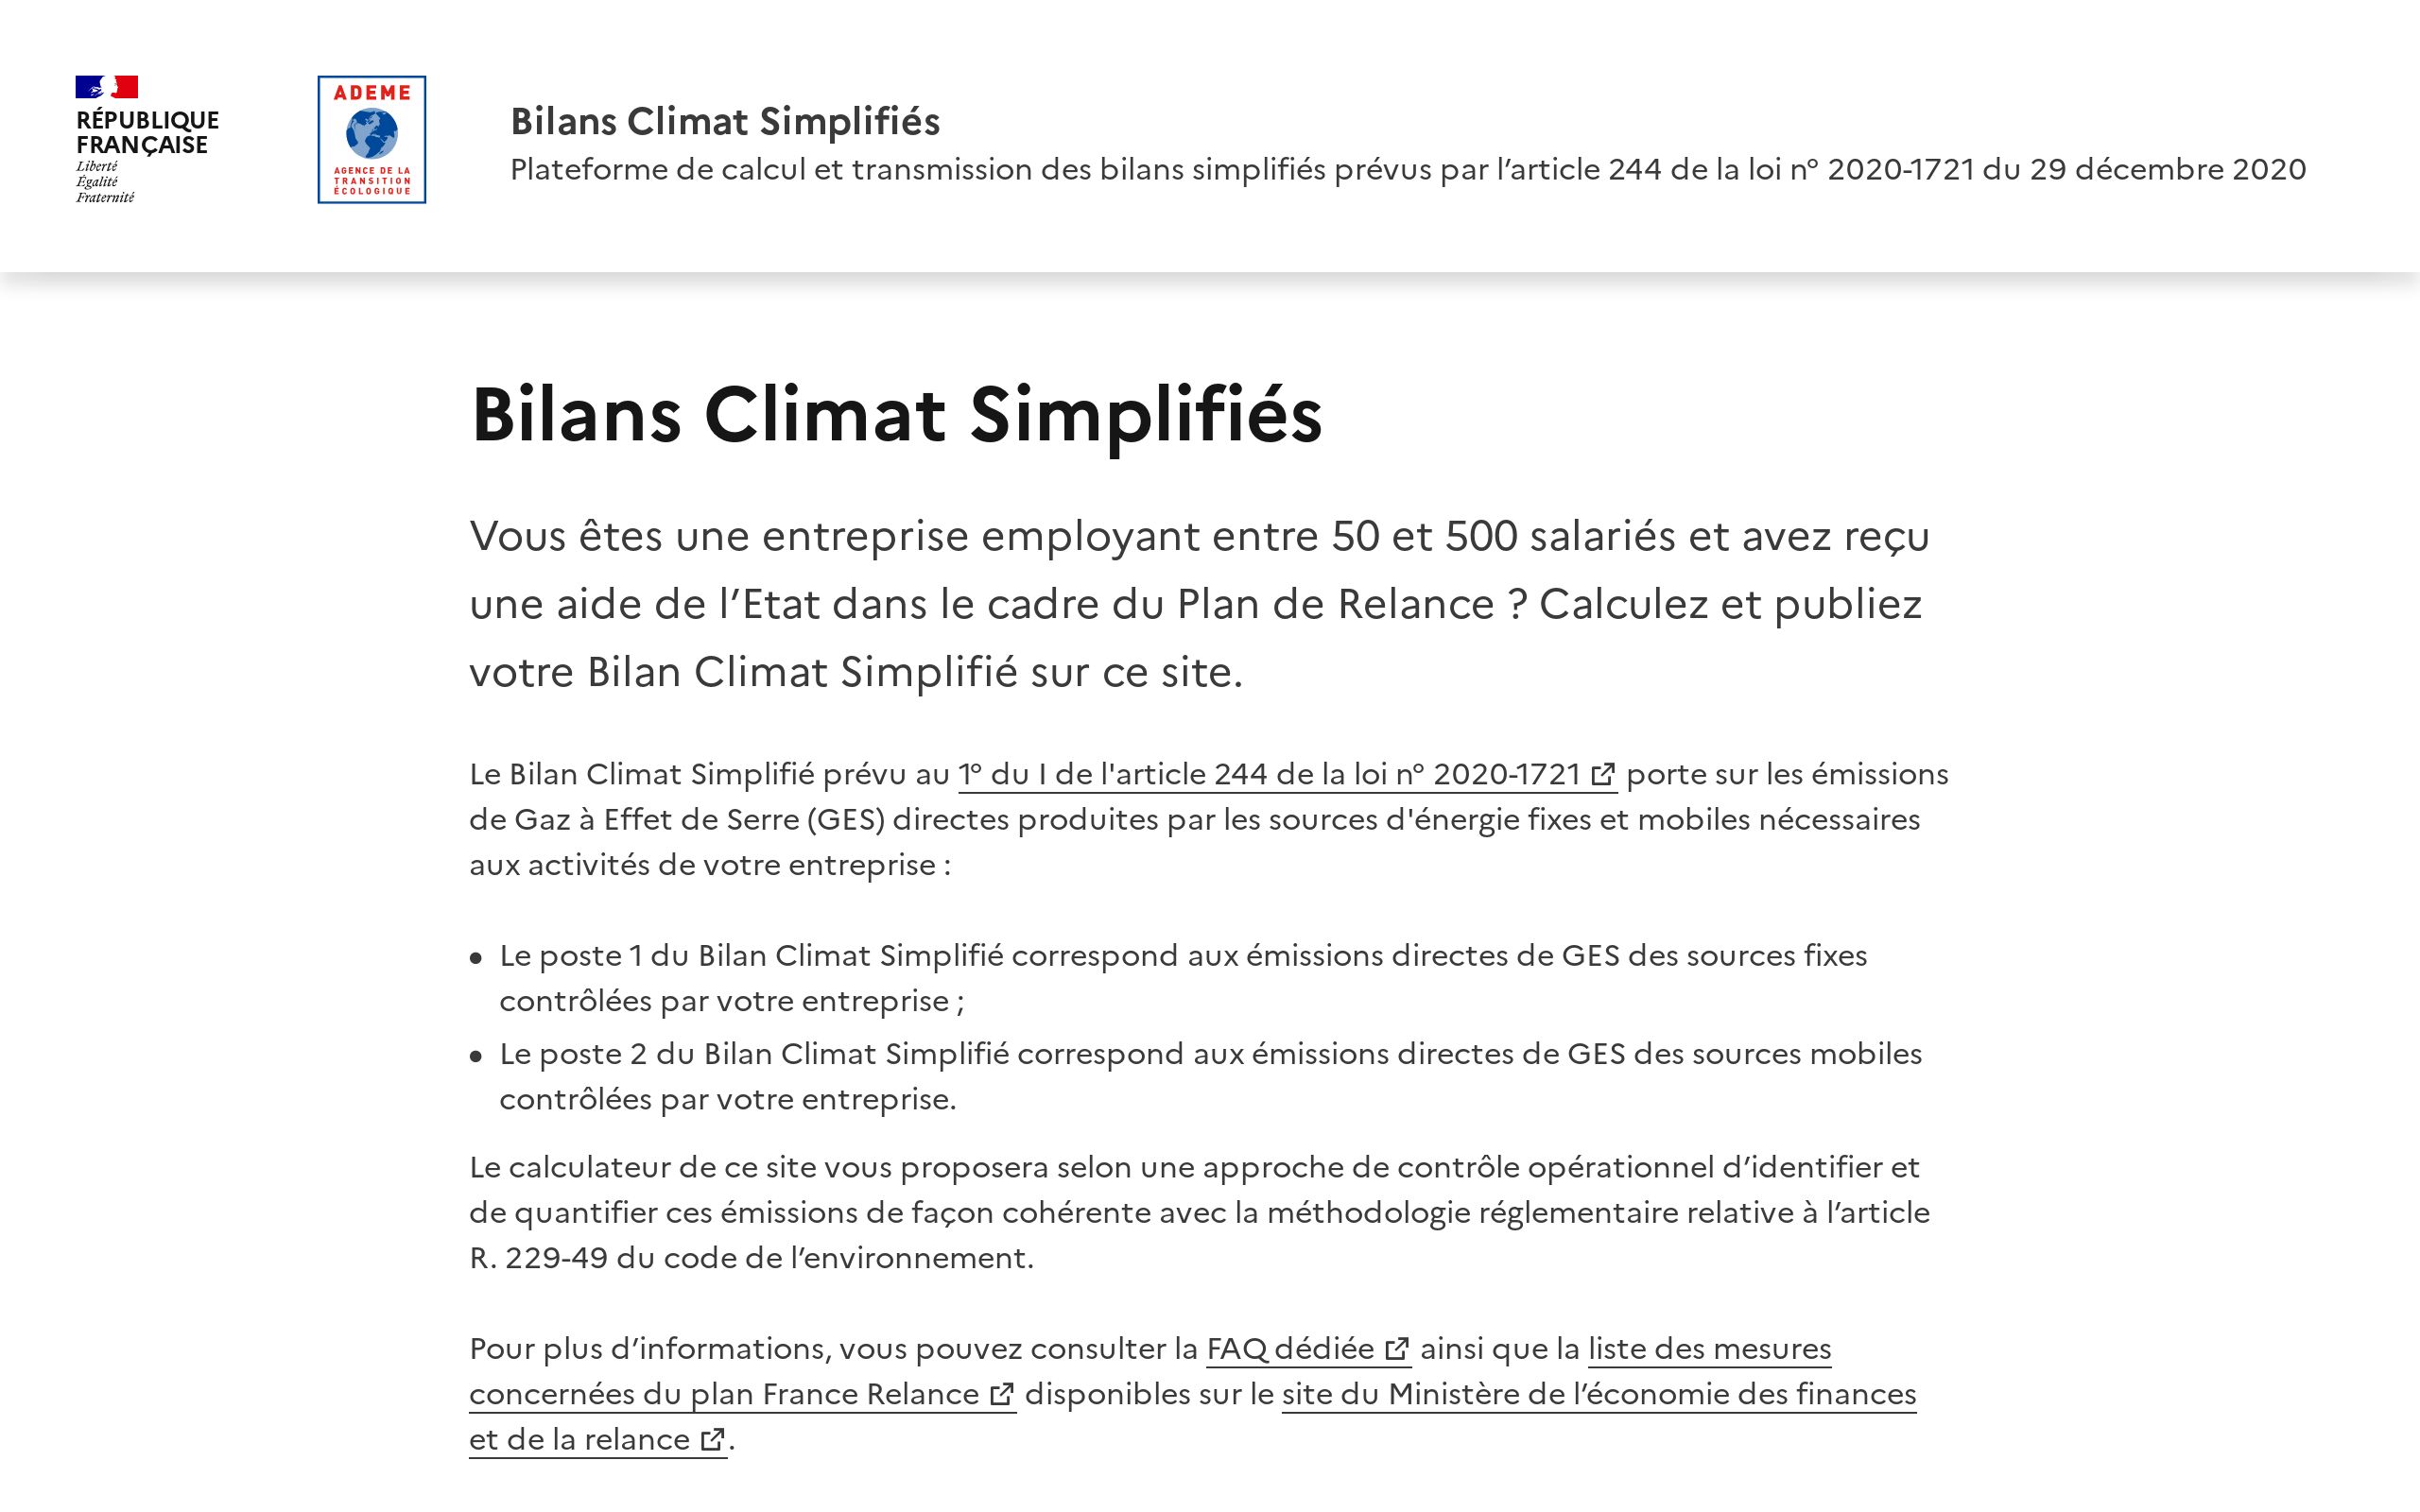 RÉPUBLIQUE
FRANÇAISE
Liberté
Égalité
Fraternité
ADEME
AGENCE DE LA
TRANSITION
ÉCOLOGIQUE
Bilans Climat Simplifiés
Plateforme de calcul et transmission des bilans simplifiés prévus par l’article 244 de la loi n° 2020-1721 du 29 décembre 2020
Bilans Climat Simplifiés
Vous êtes une entreprise employant entre 50 et 500 salariés et avez reçu
une aide de l’Etat dans le cadre du Plan de Relance ? Calculez et publiez
votre Bilan Climat Simplifié sur ce site.
Le Bilan Climat Simplifié prévu au 1° du I de l'article 244 de la loi n° 2020-1721 porte sur les émissions
de Gaz à Effet de Serre (GES) directes produites par les sources d'énergie fixes et mobiles nécessaires
aux activités de votre entreprise :
• Le poste 1 du Bilan Climat Simplifié correspond aux émissions directes de GES des sources fixes
contrôlées par votre entreprise ;
• Le poste 2 du Bilan Climat Simplifié correspond aux émissions directes de GES des sources mobiles
contrôlées par votre entreprise.
Le calculateur de ce site vous proposera selon une approche de contrôle opérationnel d’identifier et
de quantifier ces émissions de façon cohérente avec la méthodologie réglementaire relative à l’article
R. 229-49 du code de l’environnement.
Pour plus d’informations, vous pouvez consulter la FAQ dédiée ainsi que la liste des mesures
concernées du plan France Relance disponibles sur le site du Ministère de l’économie des finances
et de la relance.